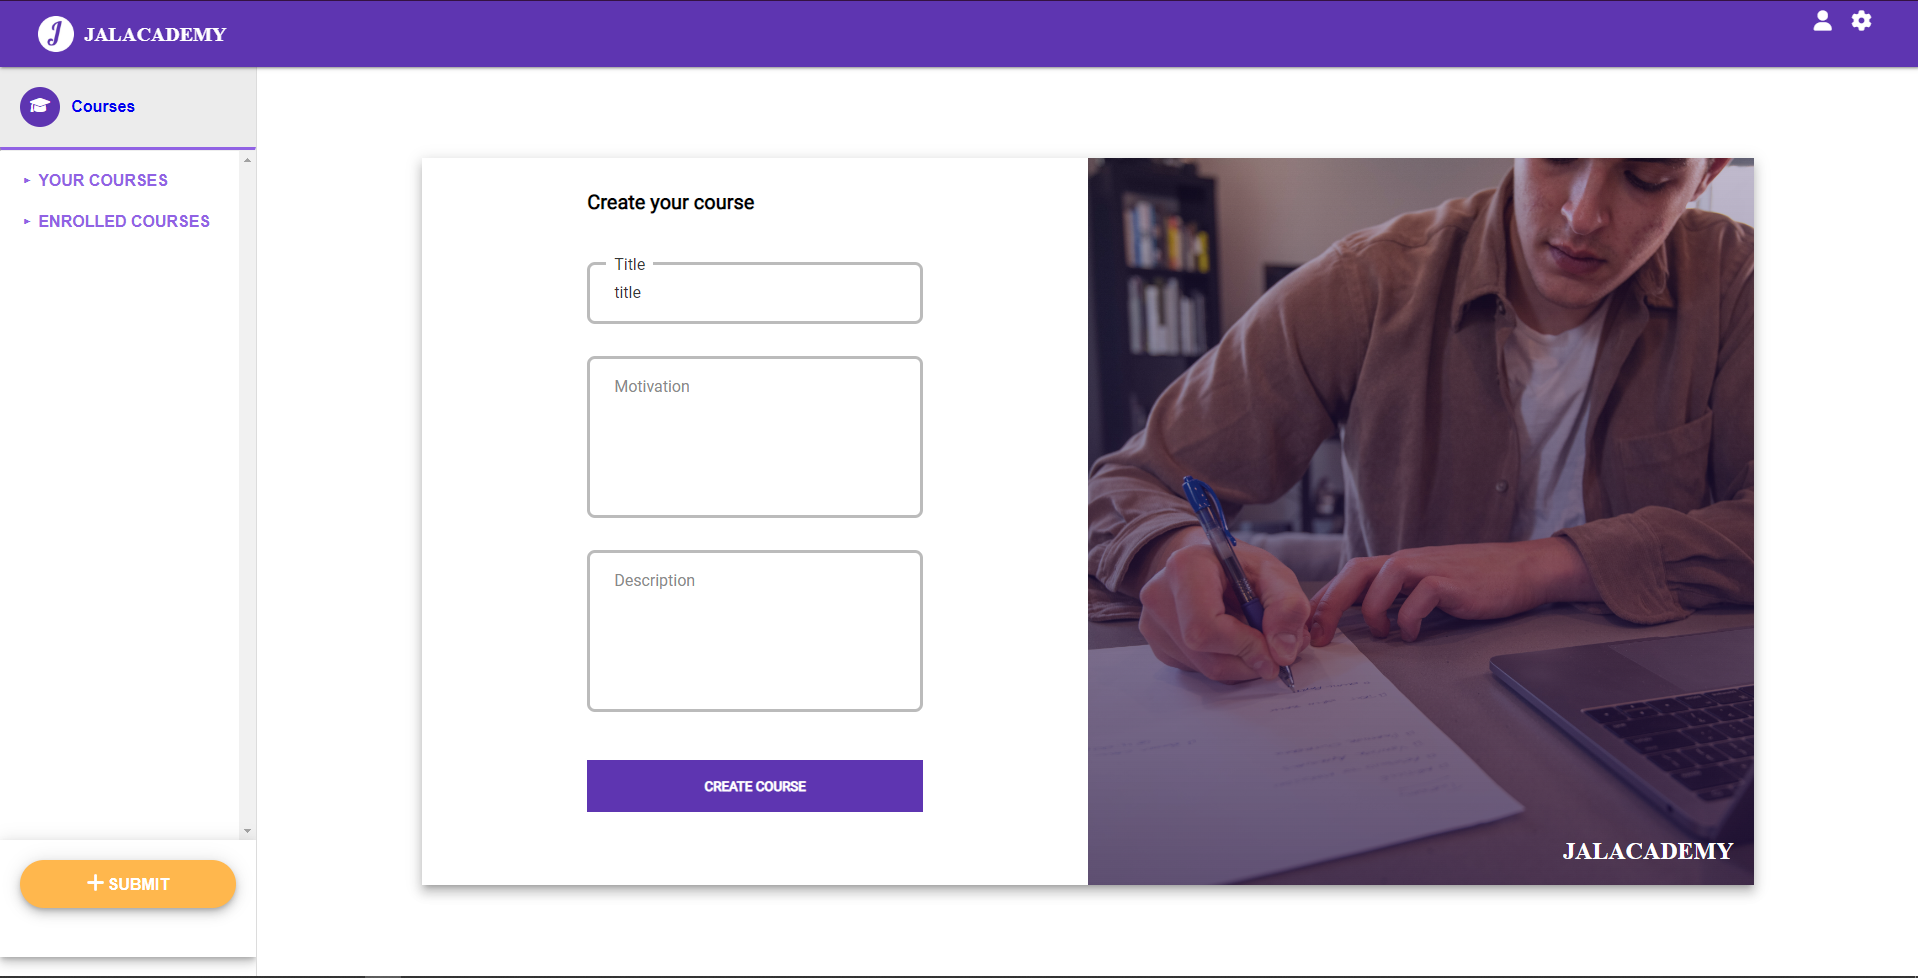 J JALACADEMY
Courses
YOUR COURSES
ENROLLED COURSES
SUBMIT
Create your course
Title
title
Motivation
Description
CREATE COURSE
JALACADEMY